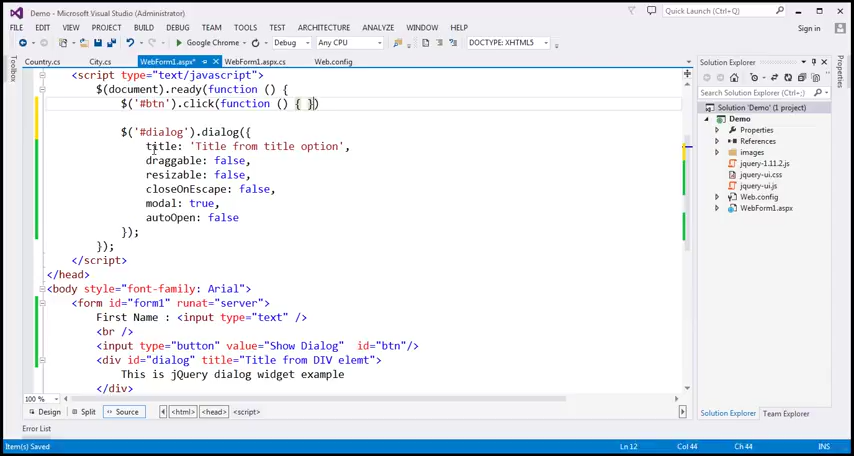 Demo - Microsoft Visual Studio (Administrator)
Quick Launch (Ctrl+Q)
FILE EDIT VIEW PROJECT BUILD DEBUG TEAM TOOLS TEST ARCHITECTURE ANALYZE WINDOW HELP
Sign in
Google Chrome Debug Any CPU DOCTYPE: XHTML5
Toolbox
Country.cs City.cs WebForm1.aspx* WebForm1.aspx.cs Web.config
<script type="text/javascript">
$(document).ready(function () {
$('#btn').click(function () { })
$('#dialog').dialog({
title: 'Title from title option',
draggable: false,
resizable: false,
closeOnEscape: false,
modal: true,
autoOpen: false
});
});
</script>
</head>
<body style="font-family: Arial">
<form id="form1" runat="server">
First Name : <input type="text" />
<br />
<input type="button" value="Show Dialog"  id="btn"/>
<div id="dialog" title="Title from DIV elemt">
This is jQuery dialog widget example
</div>
100 %
Design Split Source <html> <head> <script>
Error List
Solution Explorer
Search Solution Explorer (Ctrl+;)
Solution 'Demo' (1 project)
Demo
Properties
References
images
jquery-1.11.2.js
jquery-ui.css
jquery-ui.js
Web.config
WebForm1.aspx
Solution Explorer Team Explorer
Properties
Item(s) Saved Ln 12 Col 44 Ch 44 INS